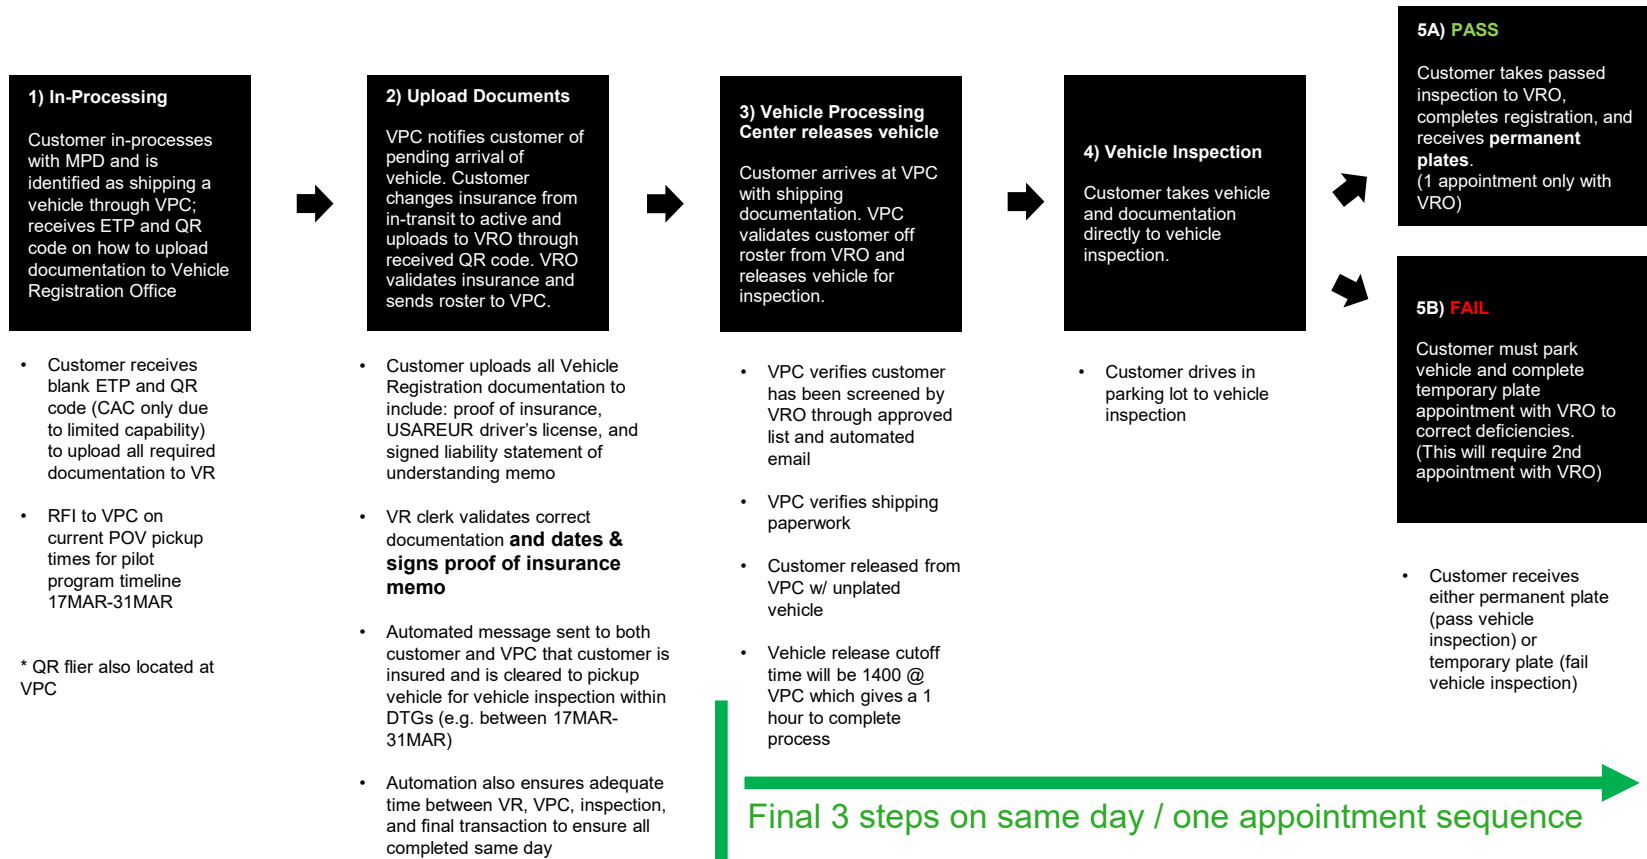 1) In-Processing
Customer in-processes
with MPD and is
identified as shipping a
vehicle through VPC;
receives ETP and QR
code on how to upload
documentation to Vehicle
Registration Office
• Customer receives
blank ETP and QR
code (CAC only due
to limited capability)
to upload all required
documentation to VR
• RFI to VPC on
current POV pickup
times for pilot
program timeline
17MAR-31MAR
* QR flier also located at
VPC
2) Upload Documents
VPC notifies customer of
pending arrival of
vehicle. Customer
changes insurance from
in-transit to active and
uploads to VRO through
received QR code. VRO
validates insurance and
sends roster to VPC.
• Customer uploads all Vehicle
Registration documentation to
include: proof of insurance,
USAREUR driver's license, and
signed liability statement of
understanding memo
• VR clerk validates correct
documentation and dates &
signs proof of insurance
memo
• Automated message sent to both
customer and VPC that customer is
insured and is cleared to pickup
vehicle for vehicle inspection within
DTGs (e.g. between 17MAR-
31MAR)
• Automation also ensures adequate
time between VR, VPC, inspection,
and final transaction to ensure all
completed same day
3) Vehicle Processing
Center releases vehicle
Customer arrives at VPC
with shipping
documentation. VPC
validates customer off
roster from VRO and
releases vehicle for
inspection.
• VPC verifies customer
has been screened by
VRO through approved
list and automated
email
• VPC verifies shipping
paperwork
• Customer released from
VPC w/ unplated
vehicle
• Vehicle release cutoff
time will be 1400 @
VPC which gives a 1
hour to complete
process
4) Vehicle Inspection
Customer takes vehicle
and documentation
directly to vehicle
inspection.
• Customer drives in
parking lot to vehicle
inspection
5A) PASS
Customer takes passed
inspection to VRO,
completes registration, and
receives permanent
plates.
(1 appointment only with
VRO)
5B) FAIL
Customer must park
vehicle and complete
temporary plate
appointment with VRO to
correct deficiencies.
(This will require 2nd
appointment with VRO)
• Customer receives
either permanent plate
(pass vehicle
inspection) or
temporary plate (fail
vehicle inspection)
Final 3 steps on same day / one appointment sequence